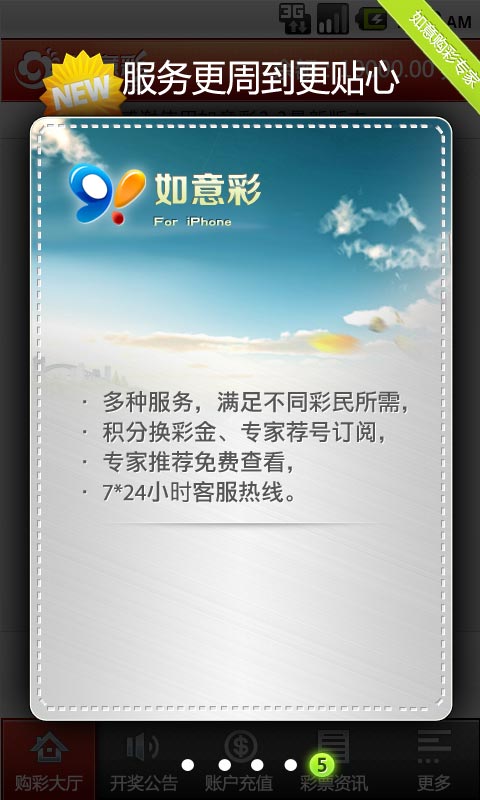 3G
AM
如意购彩专家
NEW
服务更周到更贴心
9!
如意彩
For iPhone
· 多种服务，满足不同彩民所需，
· 积分换彩金、专家荐号订阅，
· 专家推荐免费查看，
· 7*24小时客服热线。
5
购彩大厅
开奖公告
账户充值
彩票资讯
更多